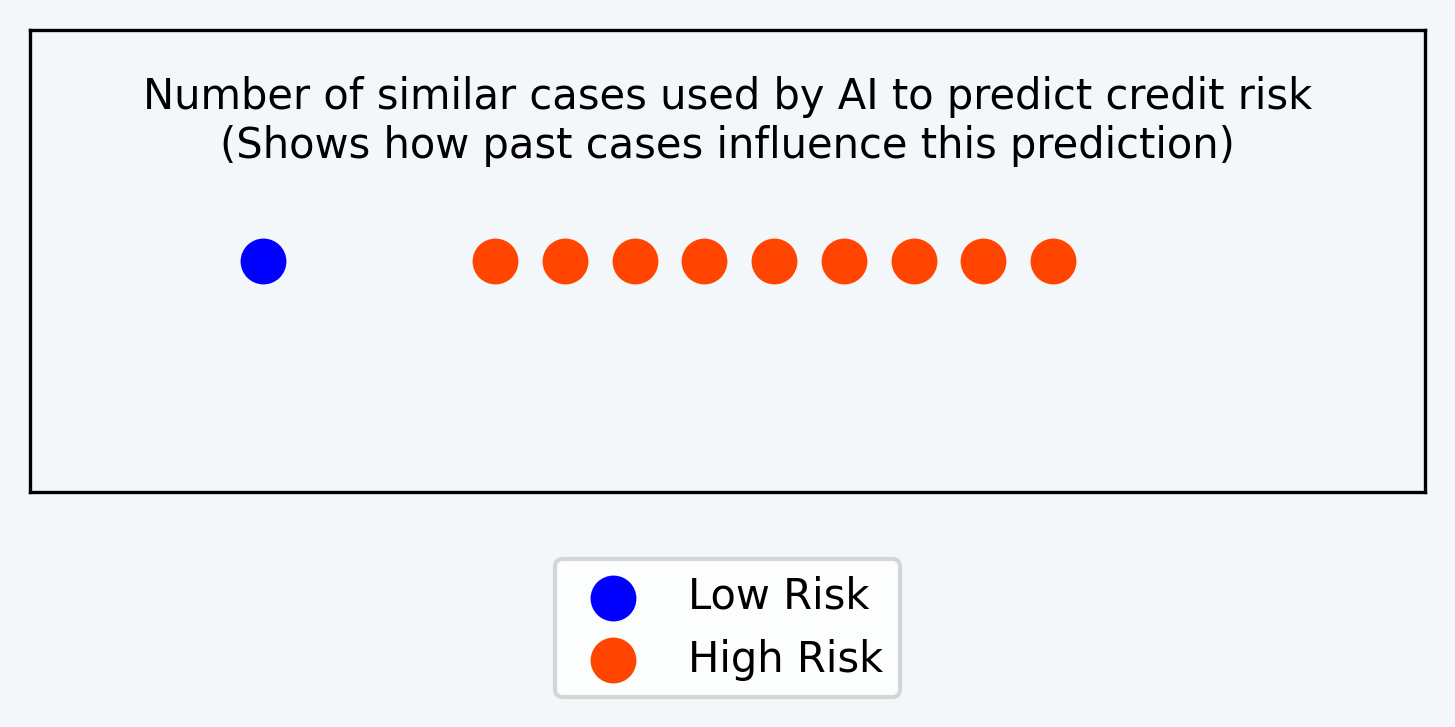 Number of similar cases used by AI to predict credit risk
(Shows how past cases influence this prediction)
Low Risk
High Risk